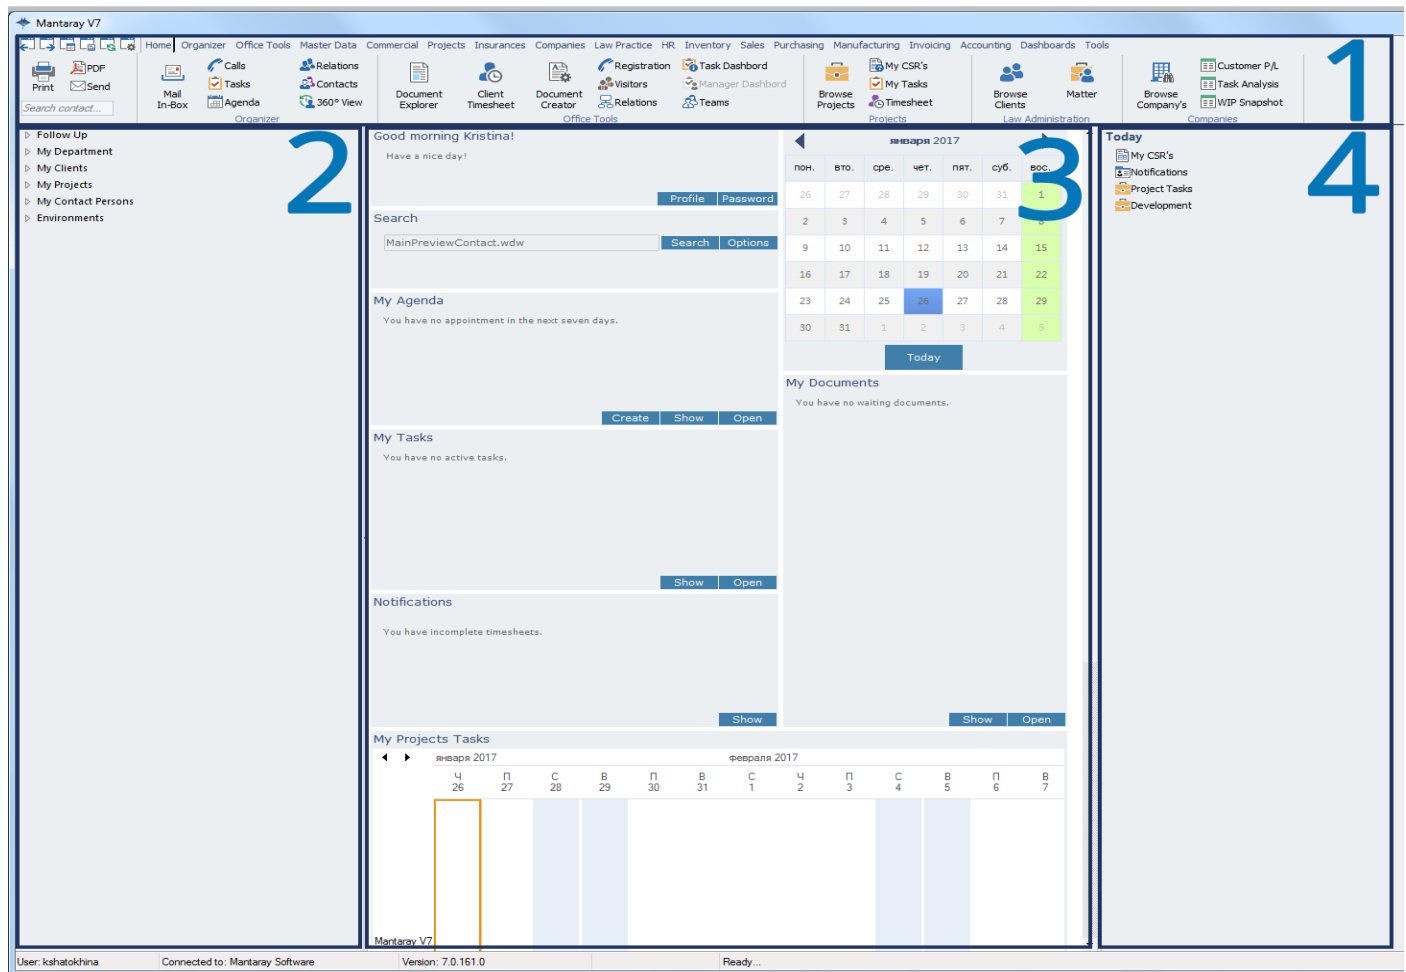 Mantaray V7
Home Organizer Office Tools Master Data Commercial Projects Insurances Companies Law Practice HR Inventory Sales Purchasing Manufacturing Invoicing Accounting Dashboards Tools
Print
PDF
Send
Search contact...
Mail In-Box
Calls
Tasks
Agenda
Relations
Contacts
360° View
Organizer
Document Explorer
Client Timesheet
Document Creator
Registration
Visitors
Relations
Task Dashbord
Manager Dashbord
Teams
Office Tools
Browse Projects
My CSR's
My Tasks
Timesheet
Projects
Browse Clients
Matter
Law Administration
Browse Company's
Customer P/L
Task Analysis
WIP Snapshot
Companies
1
Follow Up
My Department
My Clients
My Projects
My Contact Persons
Environments
2
Good morning Kristina!
Have a nice day!
Profile Password
Search
MainPreviewContact.wdw Search Options
My Agenda
You have no appointment in the next seven days.
Create Show Open
My Tasks
You have no active tasks.
Show Open
Notifications
You have incomplete timesheets.
Show
января 2017
пон. вто. сре. чет. пят. суб. вос.
26 27 28 29 30 31 1
2 3 4 5 6 7 8
9 10 11 12 13 14 15
16 17 18 19 20 21 22
23 24 25 26 27 28 29
30 31 1 2 3 4 5
Today
3
My Documents
You have no waiting documents.
Show Open
My Projects Tasks
января 2017 февраля 2017
Ч П С В П В С Ч П С В П В
26 27 28 29 30 31 1 2 3 4 5 6 7
Mantaray V7
Today
My CSR's
Notifications
Project Tasks
Development
4
User: kshatokhina Connected to: Mantaray Software Version: 7.0.161.0 Ready...